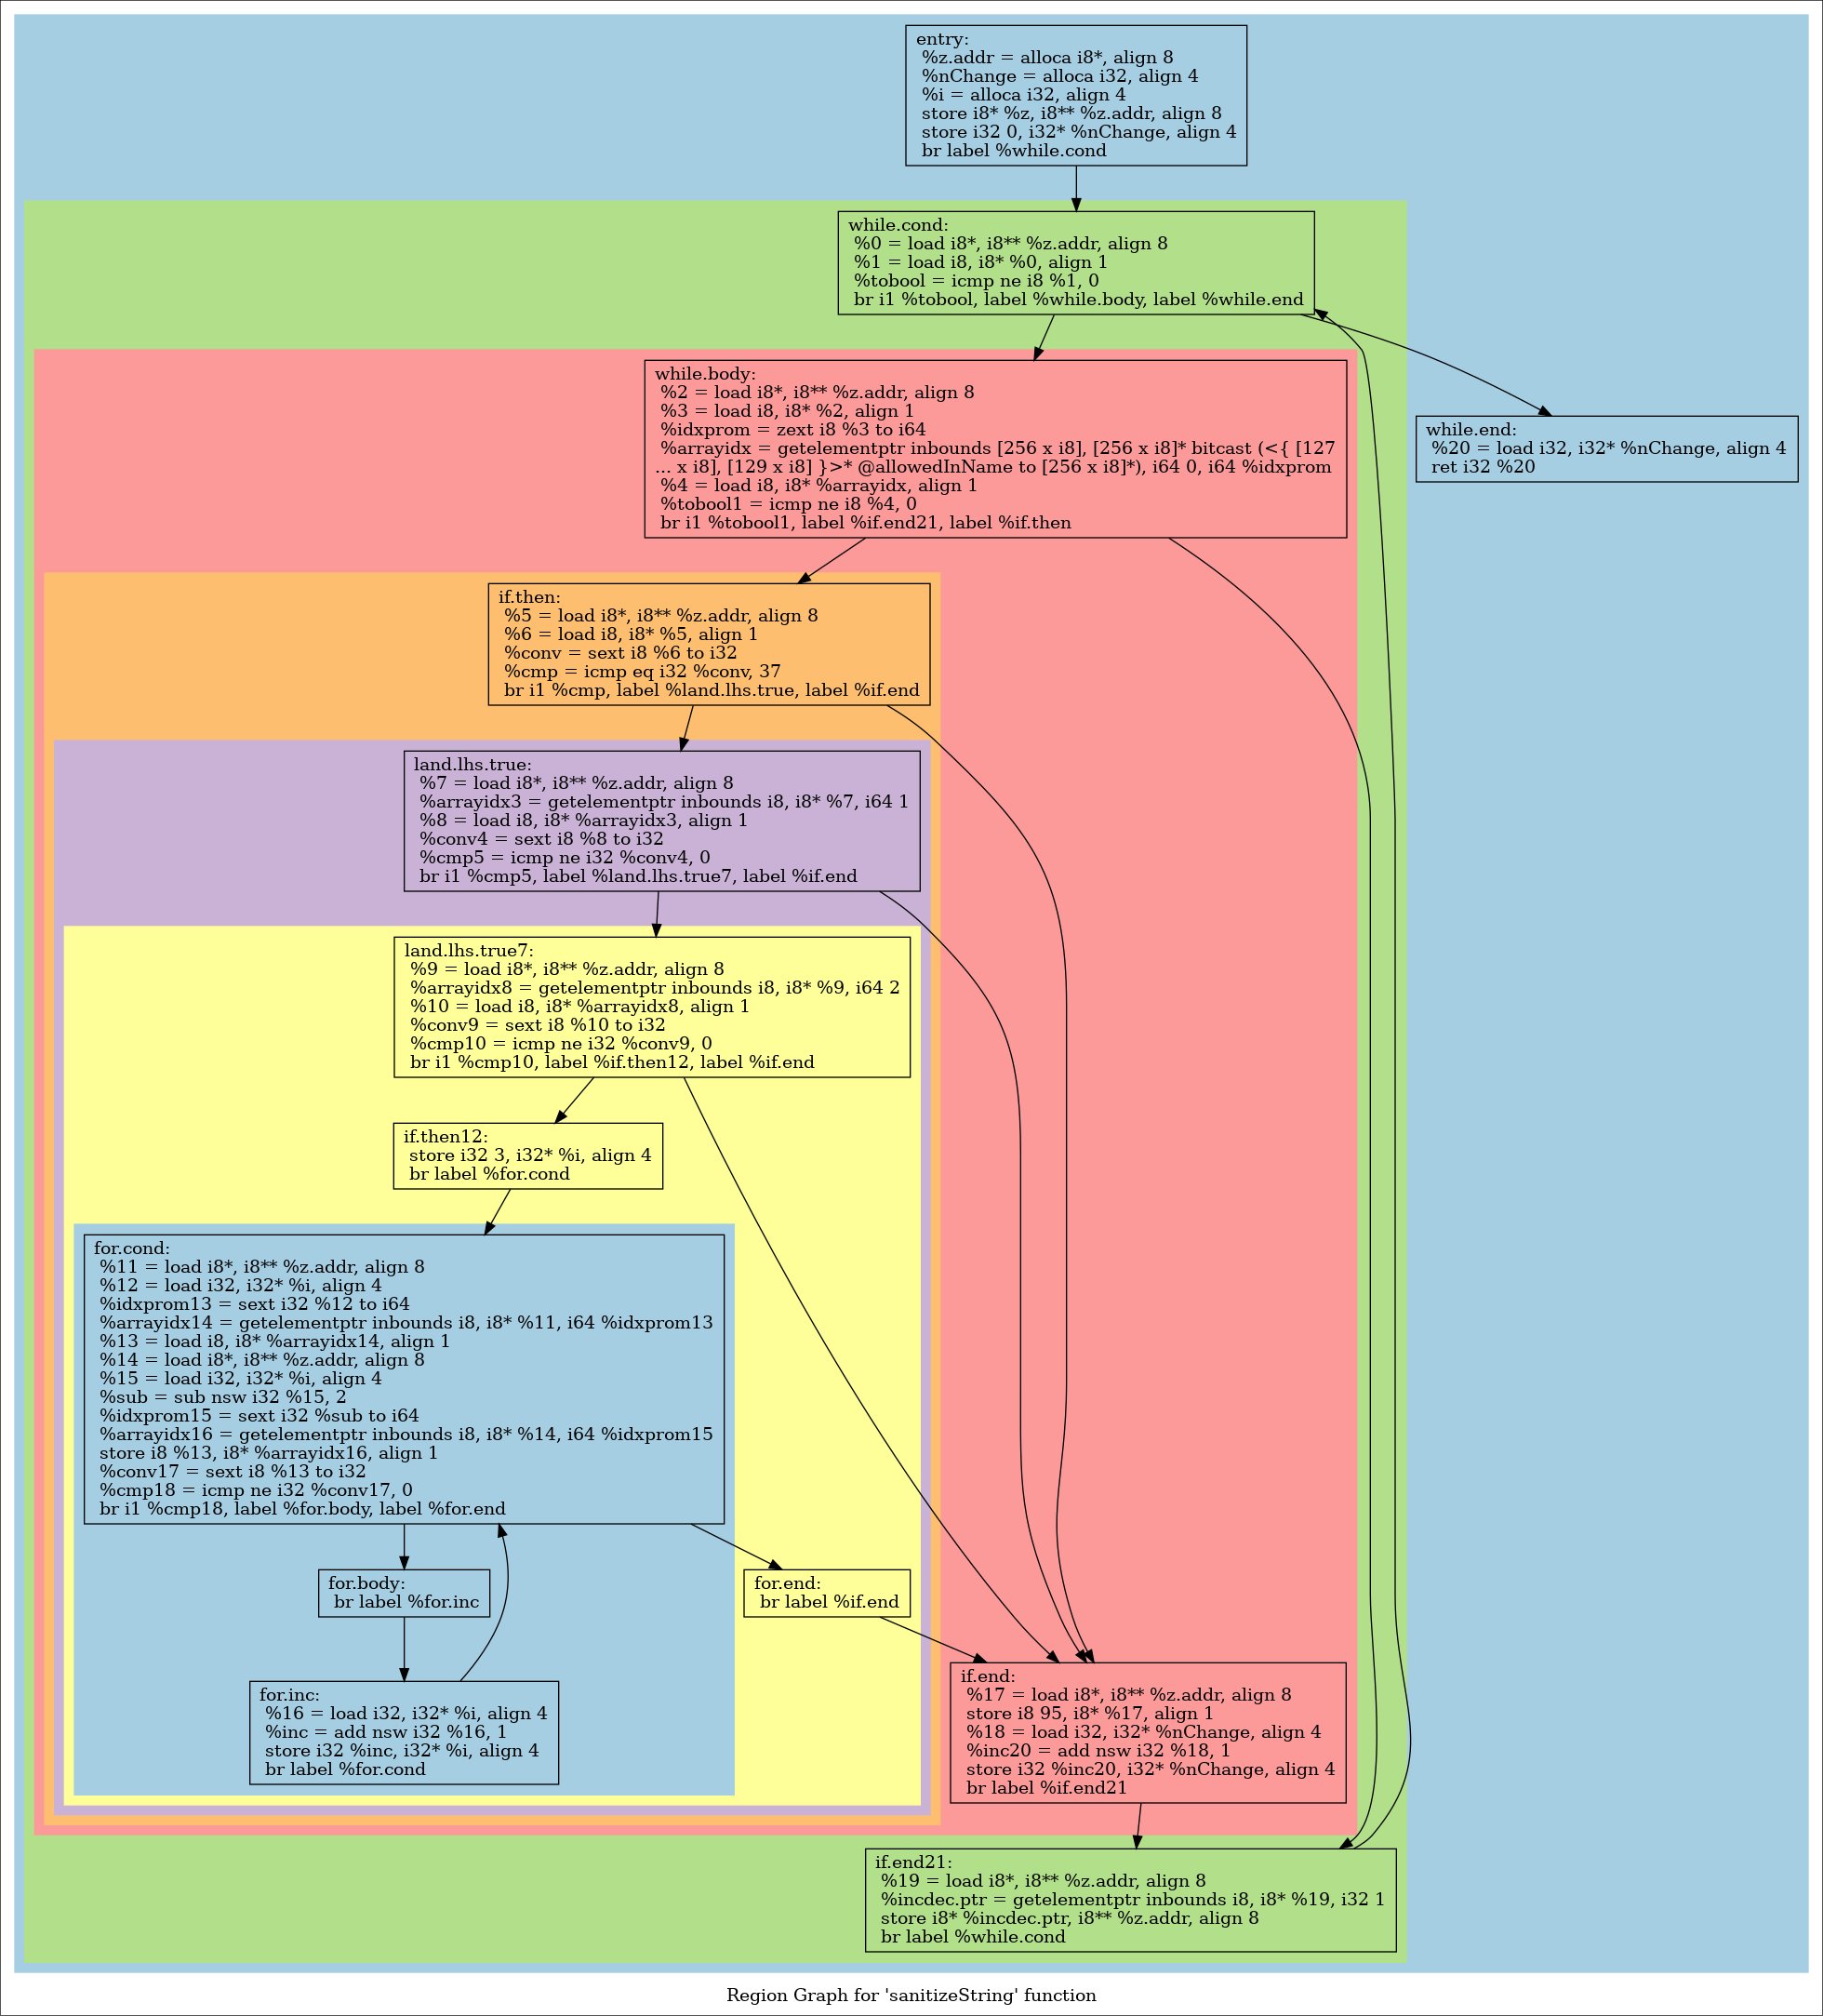 entry:
%z.addr = alloca i8*, align 8
%nChange = alloca i32, align 4
%i = alloca i32, align 4
store i8* %z, i8** %z.addr, align 8
store i32 0, i32* %nChange, align 4
br label %while.cond
while.cond:
%0 = load i8*, i8** %z.addr, align 8
%1 = load i8, i8* %0, align 1
%tobool = icmp ne i8 %1, 0
br i1 %tobool, label %while.body, label %while.end
while.body:
%2 = load i8*, i8** %z.addr, align 8
%3 = load i8, i8* %2, align 1
%idxprom = zext i8 %3 to i64
%arrayidx = getelementptr inbounds [256 x i8], [256 x i8]* bitcast (<{ [127
... x i8], [129 x i8] }>* @allowedInName to [256 x i8]*), i64 0, i64 %idxprom
%4 = load i8, i8* %arrayidx, align 1
%tobool1 = icmp ne i8 %4, 0
br i1 %tobool1, label %if.end21, label %if.then
while.end:
%20 = load i32, i32* %nChange, align 4
ret i32 %20
if.then:
%5 = load i8*, i8** %z.addr, align 8
%6 = load i8, i8* %5, align 1
%conv = sext i8 %6 to i32
%cmp = icmp eq i32 %conv, 37
br i1 %cmp, label %land.lhs.true, label %if.end
land.lhs.true:
%7 = load i8*, i8** %z.addr, align 8
%arrayidx3 = getelementptr inbounds i8, i8* %7, i64 1
%8 = load i8, i8* %arrayidx3, align 1
%conv4 = sext i8 %8 to i32
%cmp5 = icmp ne i32 %conv4, 0
br i1 %cmp5, label %land.lhs.true7, label %if.end
land.lhs.true7:
%9 = load i8*, i8** %z.addr, align 8
%arrayidx8 = getelementptr inbounds i8, i8* %9, i64 2
%10 = load i8, i8* %arrayidx8, align 1
%conv9 = sext i8 %10 to i32
%cmp10 = icmp ne i32 %conv9, 0
br i1 %cmp10, label %if.then12, label %if.end
if.then12:
store i32 3, i32* %i, align 4
br label %for.cond
for.cond:
%11 = load i8*, i8** %z.addr, align 8
%12 = load i32, i32* %i, align 4
%idxprom13 = sext i32 %12 to i64
%arrayidx14 = getelementptr inbounds i8, i8* %11, i64 %idxprom13
%13 = load i8, i8* %arrayidx14, align 1
%14 = load i8*, i8** %z.addr, align 8
%15 = load i32, i32* %i, align 4
%sub = sub nsw i32 %15, 2
%idxprom15 = sext i32 %sub to i64
%arrayidx16 = getelementptr inbounds i8, i8* %14, i64 %idxprom15
store i8 %13, i8* %arrayidx16, align 1
%conv17 = sext i8 %13 to i32
%cmp18 = icmp ne i32 %conv17, 0
br i1 %cmp18, label %for.body, label %for.end
for.body:
br label %for.inc
for.end:
br label %if.end
for.inc:
%16 = load i32, i32* %i, align 4
%inc = add nsw i32 %16, 1
store i32 %inc, i32* %i, align 4
br label %for.cond
if.end:
%17 = load i8*, i8** %z.addr, align 8
store i8 95, i8* %17, align 1
%18 = load i32, i32* %nChange, align 4
%inc20 = add nsw i32 %18, 1
store i32 %inc20, i32* %nChange, align 4
br label %if.end21
if.end21:
%19 = load i8*, i8** %z.addr, align 8
%incdec.ptr = getelementptr inbounds i8, i8* %19, i32 1
store i8* %incdec.ptr, i8** %z.addr, align 8
br label %while.cond
Region Graph for 'sanitizeString' function